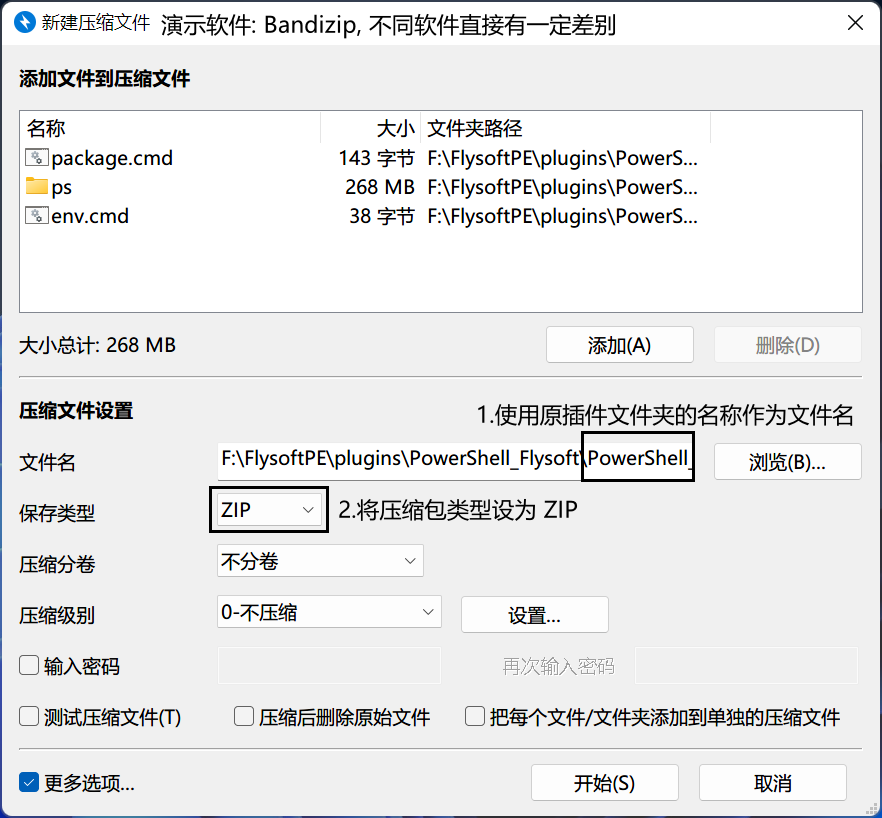 新建压缩文件 演示软件: Bandizip, 不同软件直接有一定差别
添加文件到压缩文件
名称 大小 文件夹路径
package.cmd 143 字节 F:\FlysoftPE\plugins\PowerS...
ps 268 MB F:\FlysoftPE\plugins\PowerS...
env.cmd 38 字节 F:\FlysoftPE\plugins\PowerS...
大小总计: 268 MB 添加(A) 删除(D)
压缩文件设置 1.使用原插件文件夹的名称作为文件名
文件名 F:\FlysoftPE\plugins\PowerShell_Flysoft\PowerShell_ 浏览(B)...
保存类型 ZIP 2.将压缩包类型设为 ZIP
压缩分卷 不分卷
压缩级别 0-不压缩 设置...
输入密码 再次输入密码
测试压缩文件(T) 压缩后删除原始文件 把每个文件/文件夹添加到单独的压缩文件
更多选项... 开始(S) 取消